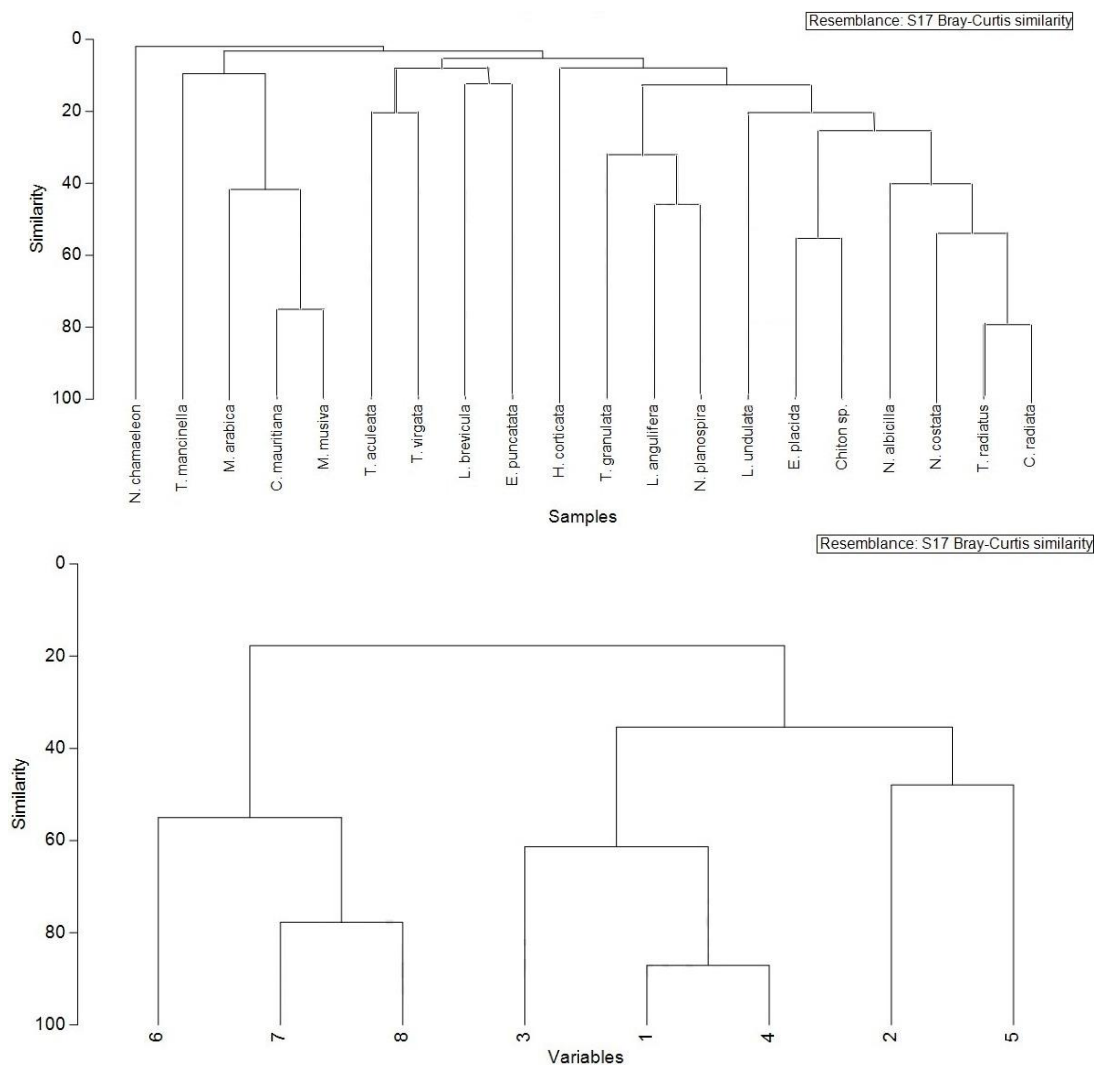 Resemblance: S17 Bray-Curtis similarity
0
20
40
60
80
100
Similarity
N. chamaeleon
T. mancinella
M. arabica
C. mauritiana
M. musiva
T. aculeata
T. virgata
L. brevicula
E. puncatata
H. corticata
T. granulata
L. angulifera
N. planospira
L. undulata
E. placida
Chiton sp.
N. albicilla
N. costata
T. radiatus
C. radiata
Samples
Resemblance: S17 Bray-Curtis similarity
0
20
40
60
80
100
Similarity
6
7
8
3
1
4
2
5
Variables